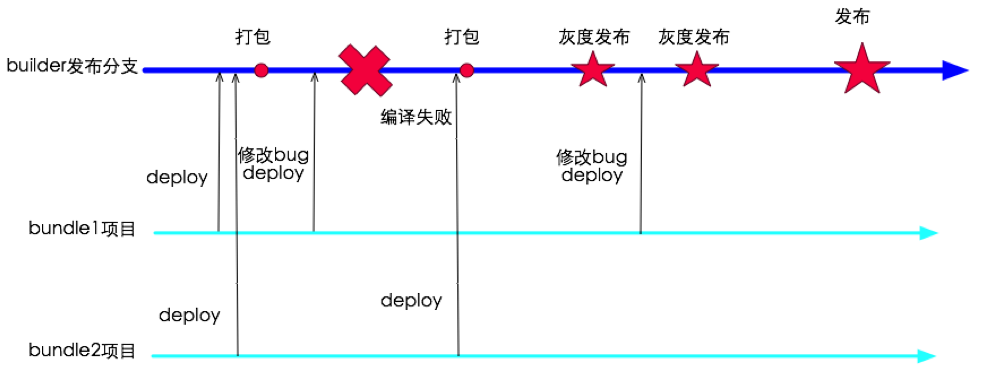 发布
打包
打包
灰度发布
灰度发布
builder发布分支
编译失败
修改bug
deploy
修改bug
deploy
deploy
bundle1项目
deploy
deploy
bundle2项目